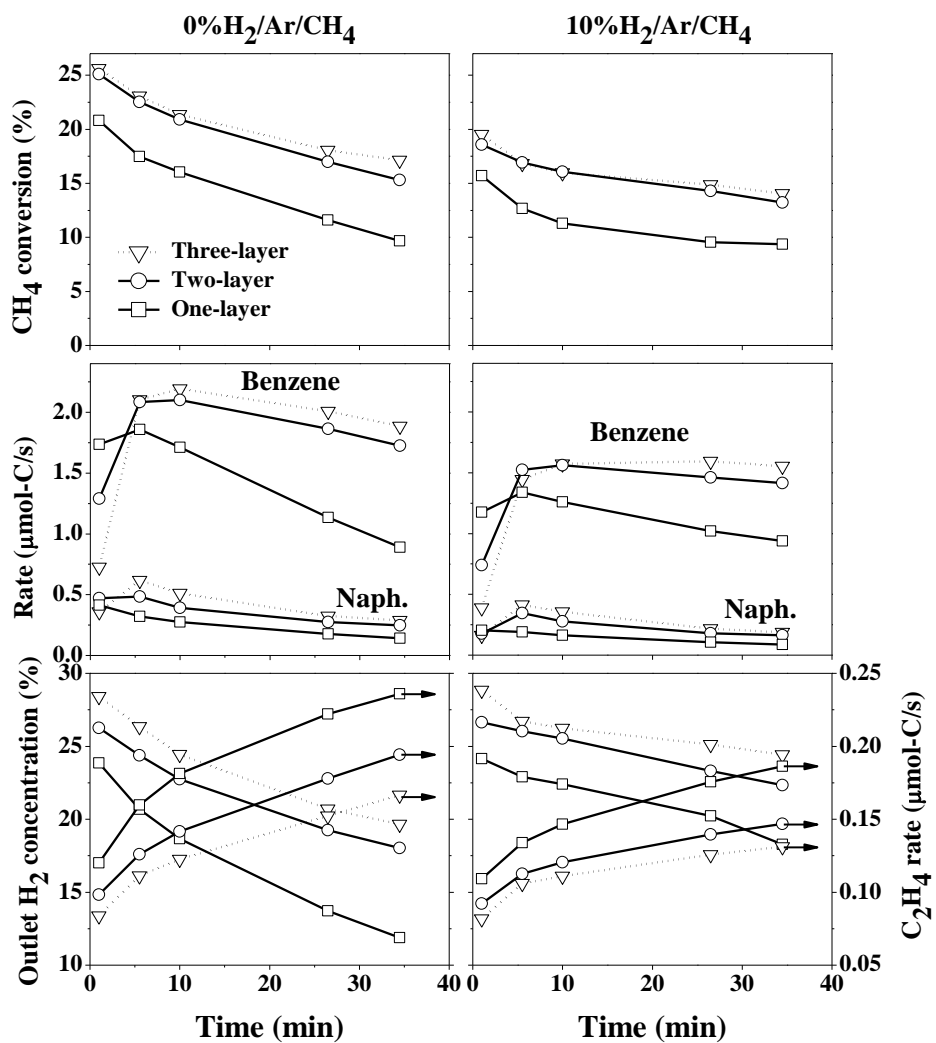 0%H₂/Ar/CH₄
10%H₂/Ar/CH₄
CH₄ conversion (%)
25
20
15
10
5
0
Three-layer
Two-layer
One-layer
Rate (μmol-C/s)
2.0
1.5
1.0
0.5
0.0
Benzene
Naph.
Benzene
Naph.
Outlet H₂ concentration (%)
30
25
20
15
10
0.25
0.20
0.15
0.10
0.05
C₂H₄ rate (μmol-C/s)
0 10 20 30 40
0 10 20 30 40
Time (min)
Time (min)